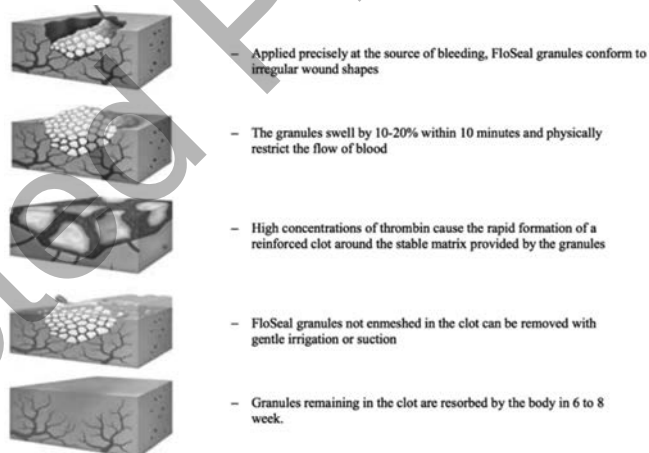 – Applied precisely at the source of bleeding, FloSeal granules conform to
irregular wound shapes
– The granules swell by 10-20% within 10 minutes and physically
restrict the flow of blood
– High concentrations of thrombin cause the rapid formation of a
reinforced clot around the stable matrix provided by the granules
– FloSeal granules not enmeshed in the clot can be removed with
gentle irrigation or suction
– Granules remaining in the clot are resorbed by the body in 6 to 8
week.